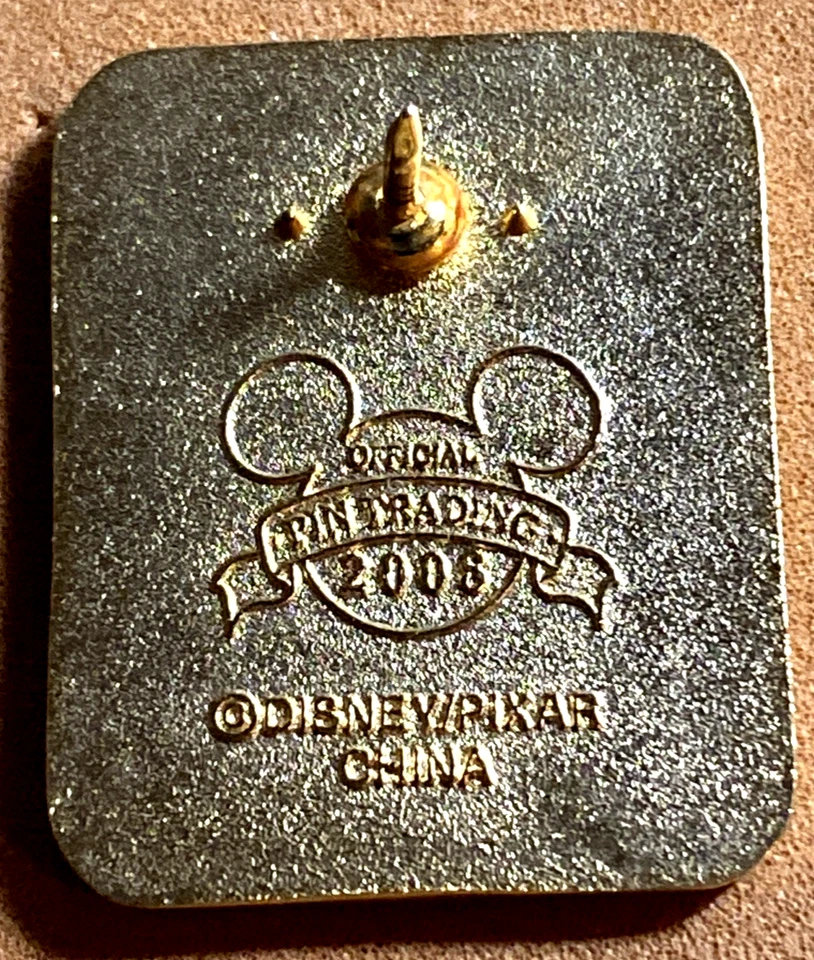 OFFICIAL
PIN TRADING
2008
©DISNEY/PIXAR
CHINA